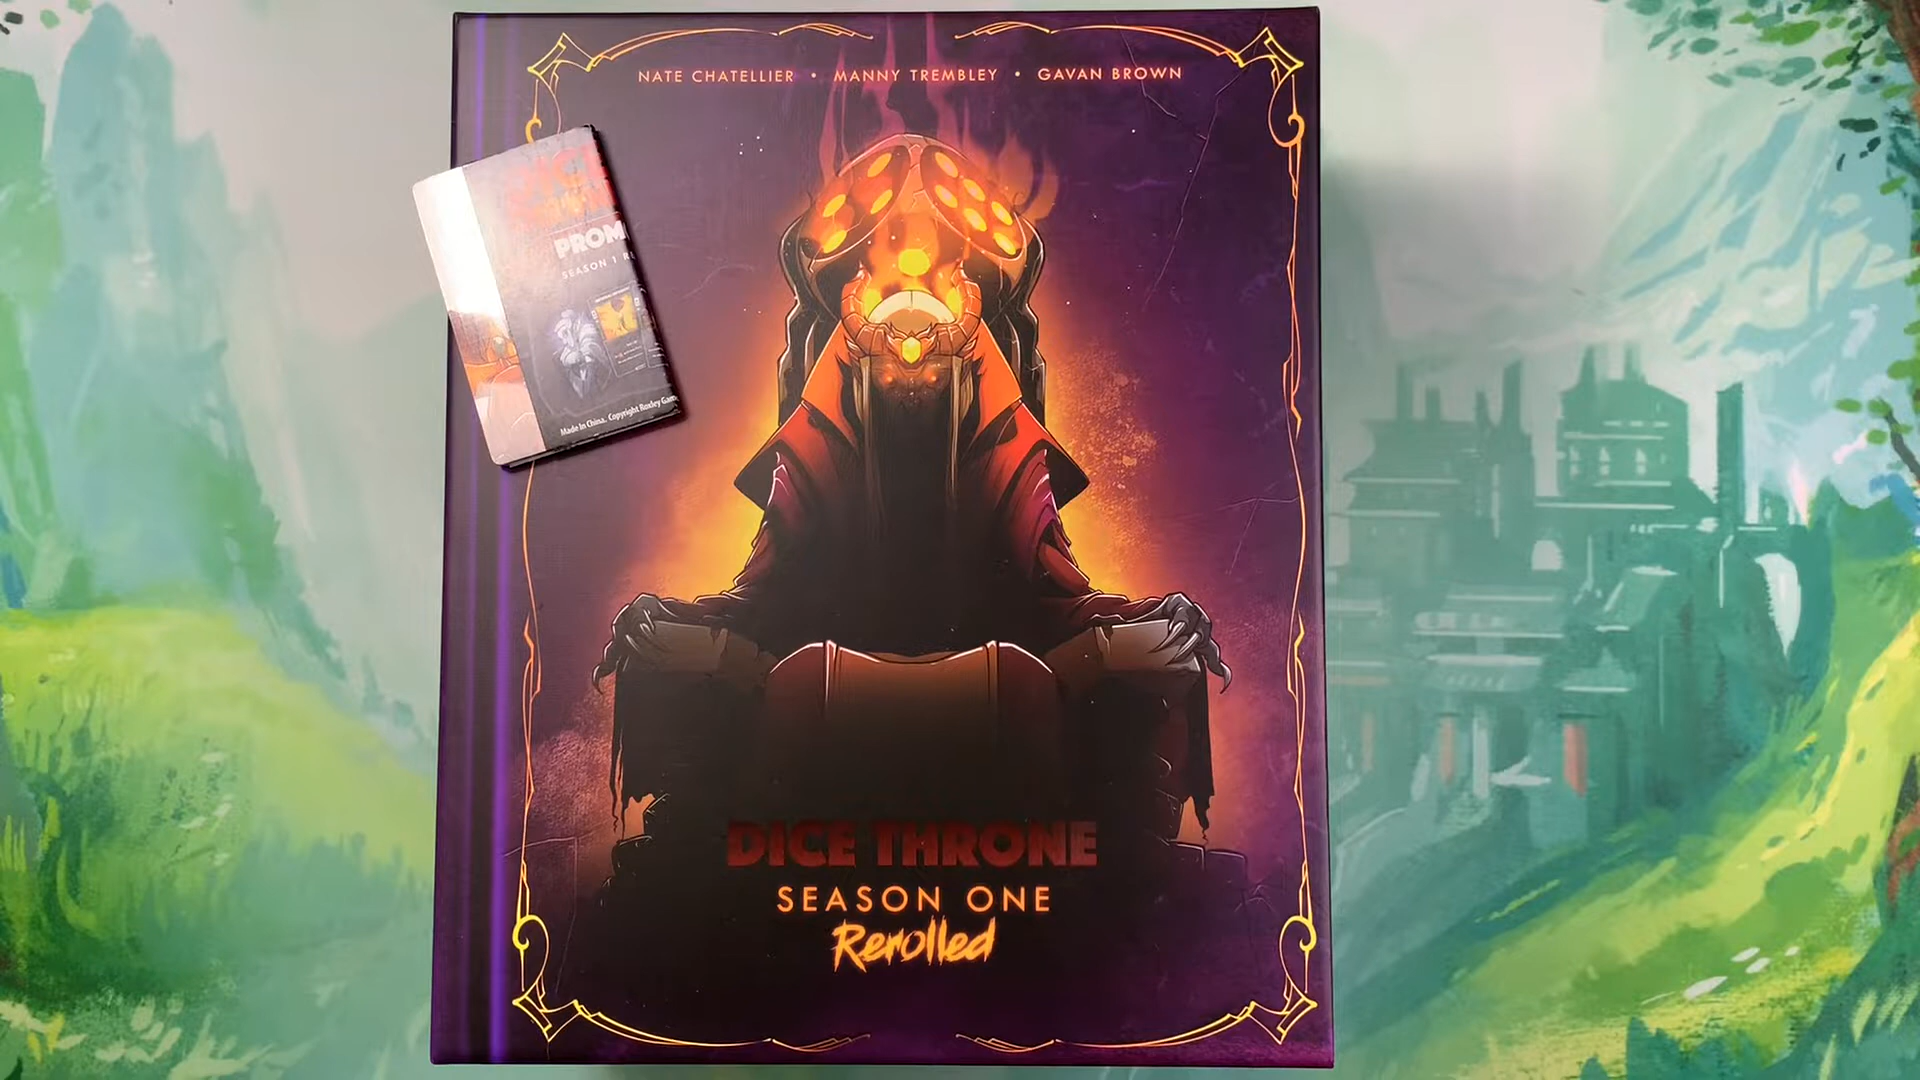 NATE CHATELLIER • MANNY TREMBLEY • GAVAN BROWN
PROM
SEASON 1 R
Made In China. Copyright Roxley Gam
DICE THRONE
SEASON ONE
Rerolled